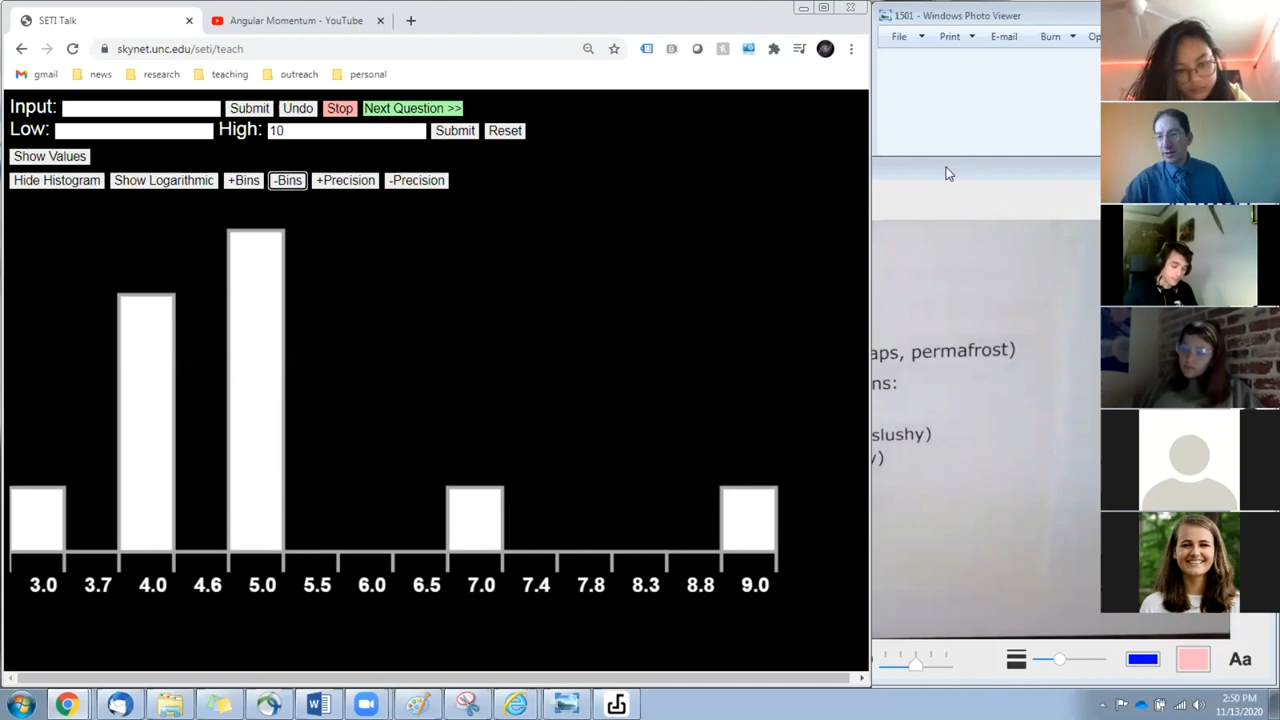 SETI Talk
Angular Momentum - YouTube
skynet.unc.edu/seti/teach
gmail
news
research
teaching
outreach
personal
Input: Submit Undo Stop Next Question >>
Low: High: 10 Submit Reset
Show Values
Hide Histogram Show Logarithmic +Bins -Bins +Precision -Precision
3.0 3.7 4.0 4.6 5.0 5.5 6.0 6.5 7.0 7.4 7.8 8.3 8.8 9.0
1501 - Windows Photo Viewer
File Print E-mail Burn Op
aps, permafrost)
ns:
slushy)
y)
Aa
2:50 PM
11/13/2020